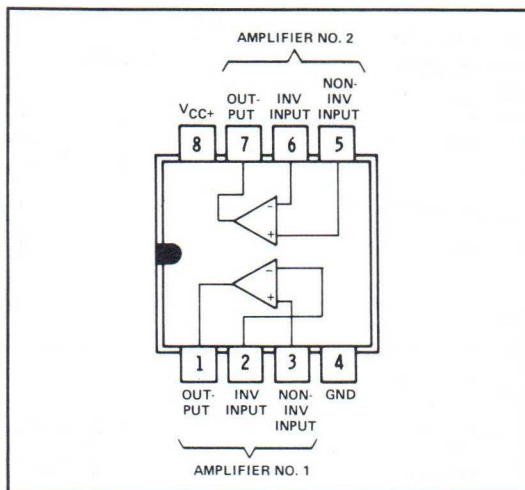 AMPLIFIER NO. 2
VCC+
OUT-
PUT
INV
INPUT
NON-
INV
INPUT
8
7
6
5
-
+
-
+
1
2
3
4
OUT-
PUT
INV
INPUT
NON-
INV
INPUT
GND
AMPLIFIER NO. 1